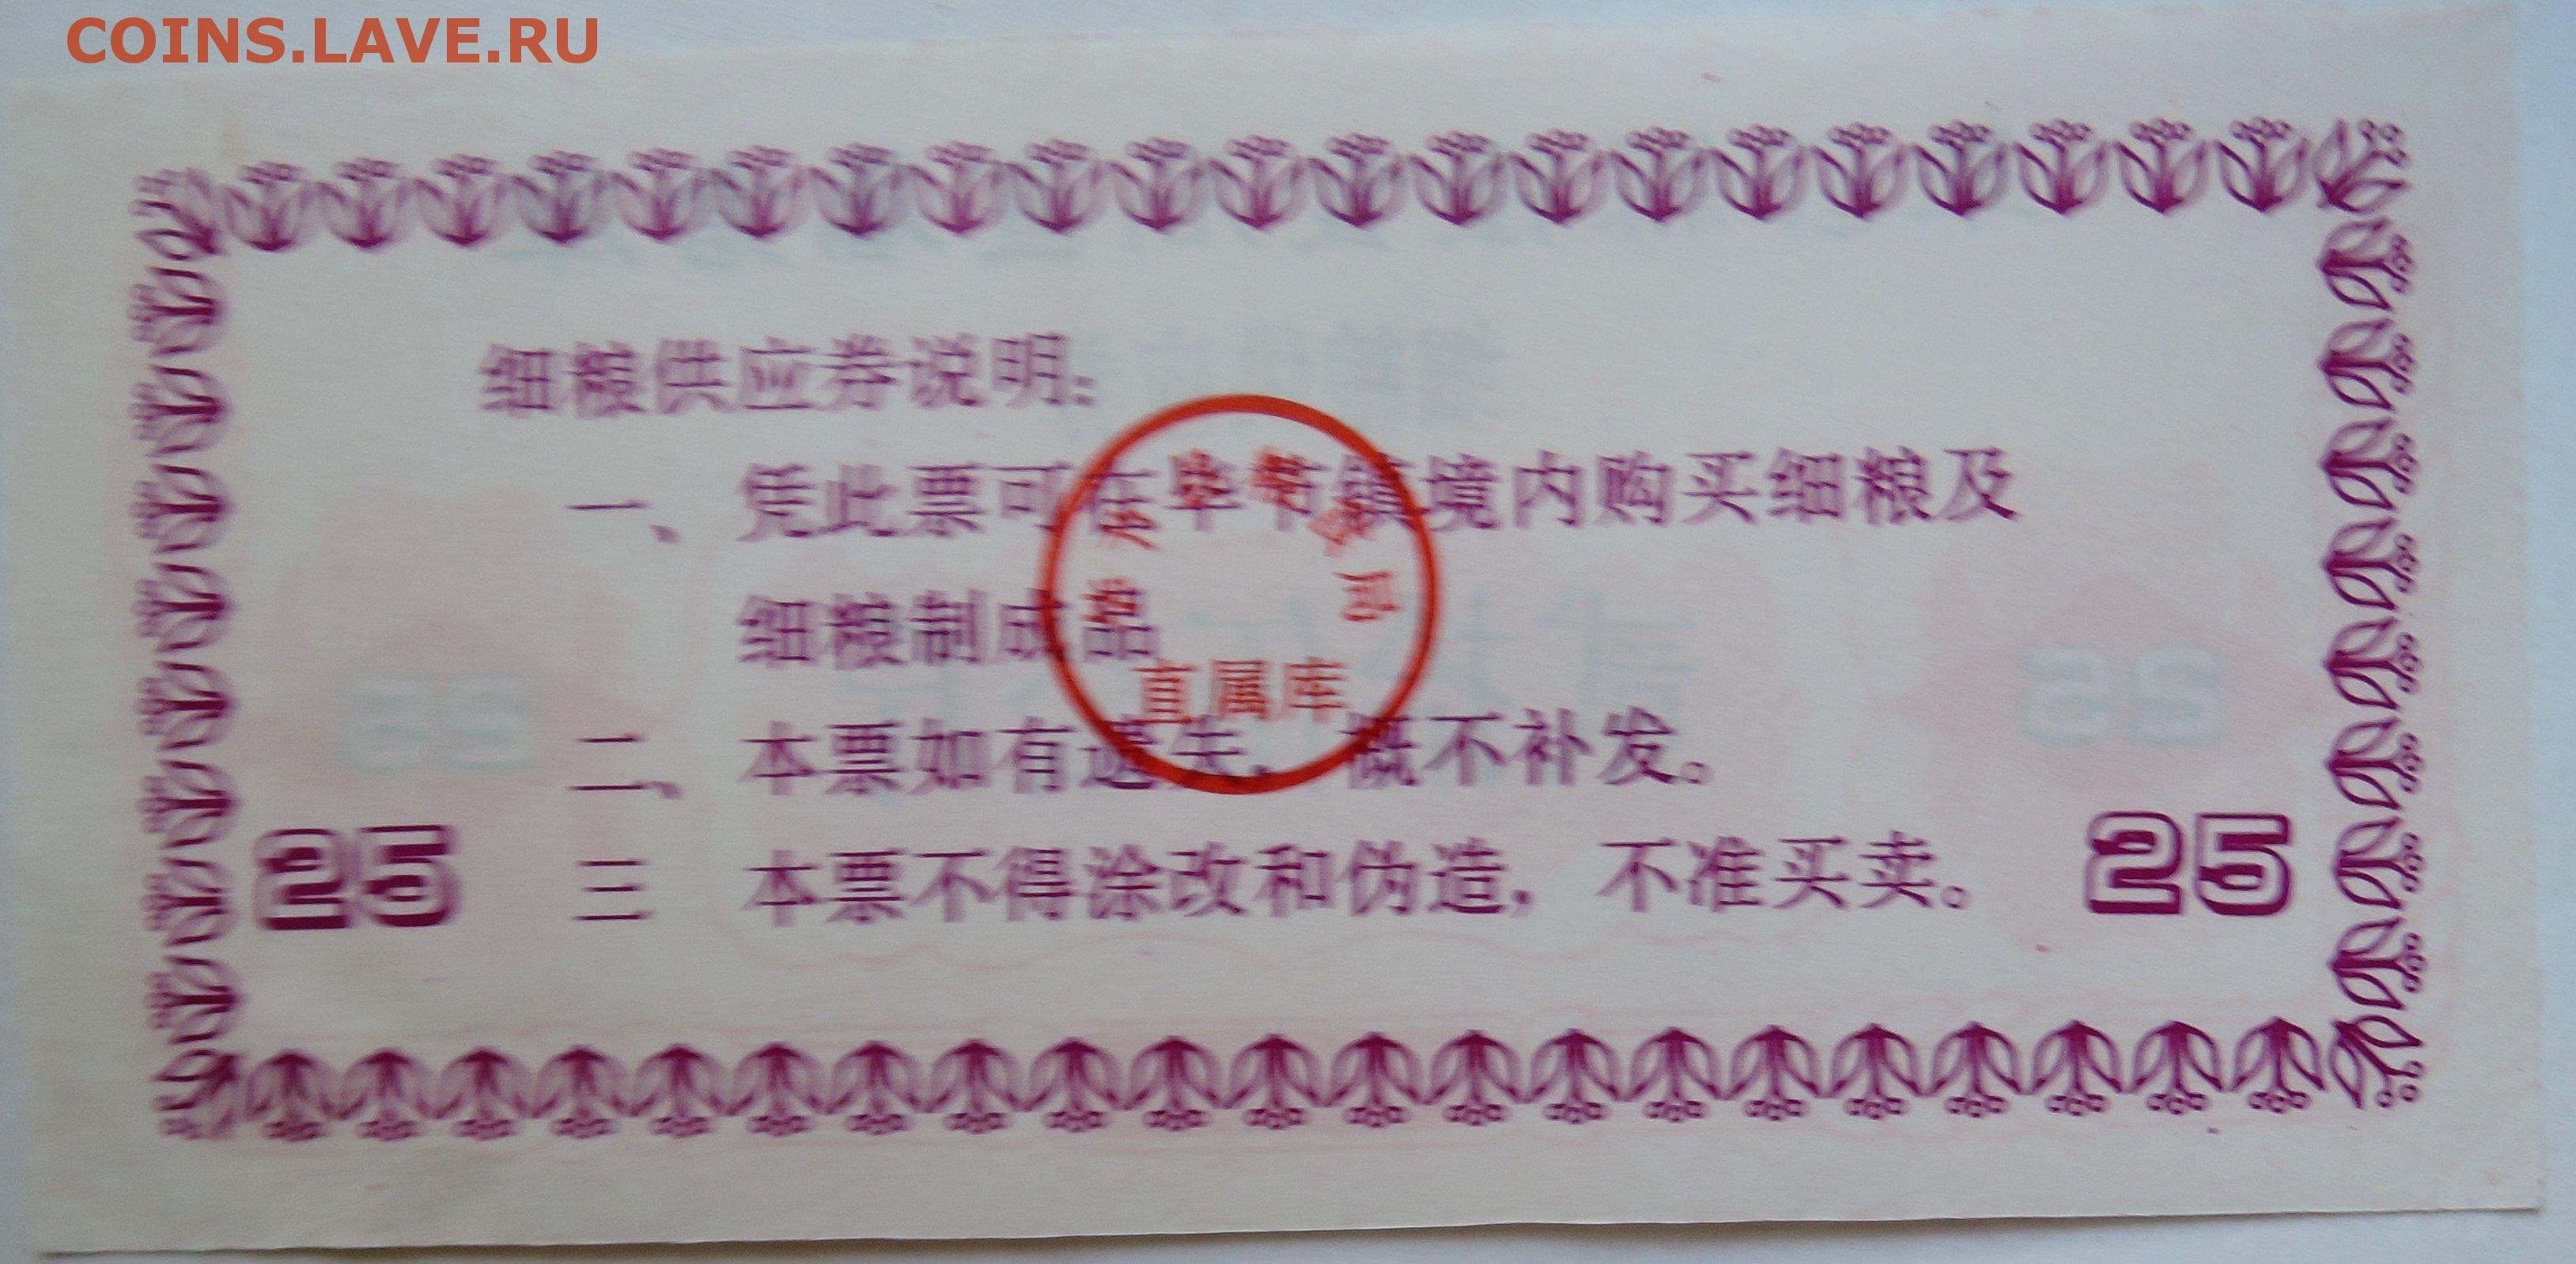 COINS.LAVE.RU
细粮供应券说明：
一、凭此票可在毕节镇境内购买细粮及
细粮制成品
二、本票如有遗失，概不补发。
25 三 本票不得涂改和伪造，不准买卖。 25
直属库